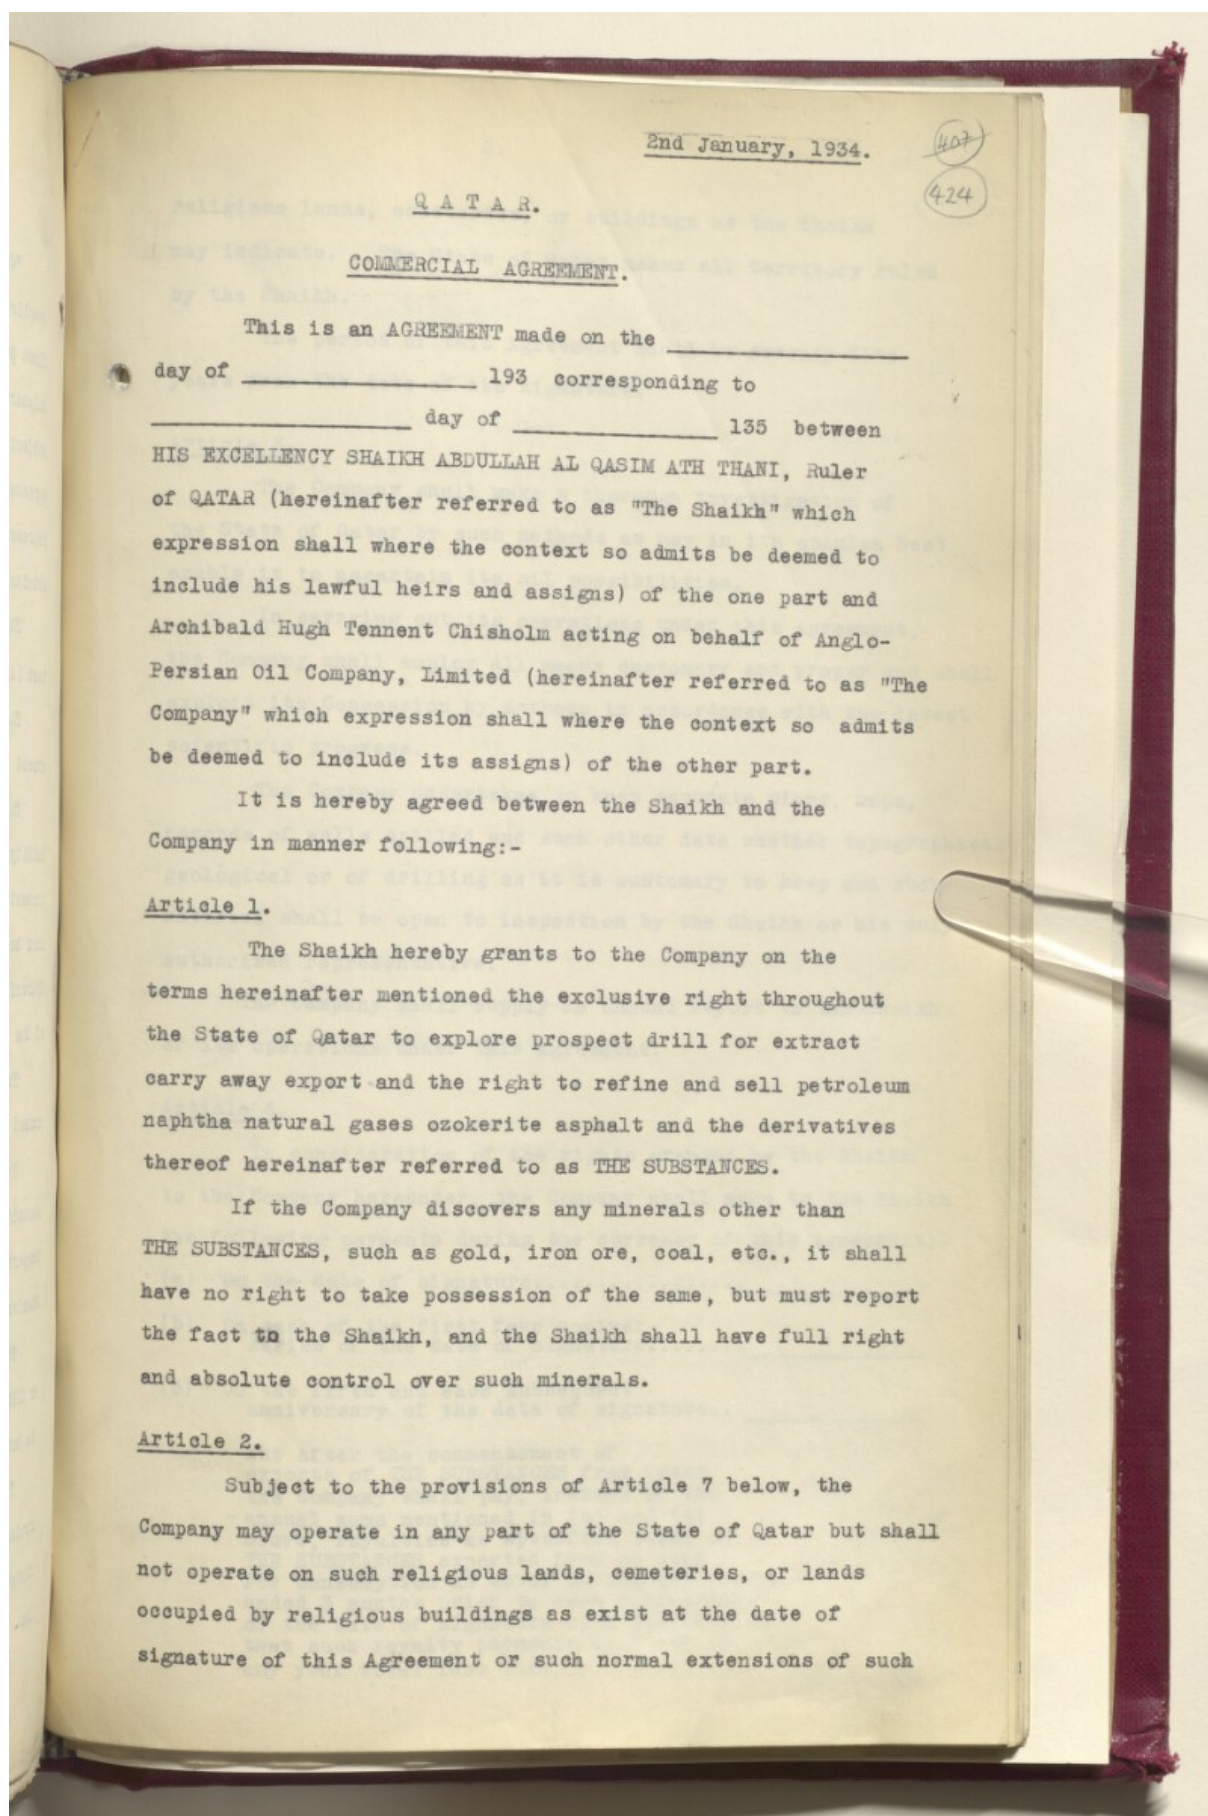 2nd January, 1934.
407
424
Q A T A R.
COMMERCIAL AGREEMENT.
This is an AGREEMENT made on the
day of 193 corresponding to
day of 135 between
HIS EXCELLENCY SHAIKH ABDULLAH AL QASIM ATH THANI, Ruler
of QATAR (hereinafter referred to as "The Shaikh" which
expression shall where the context so admits be deemed to
include his lawful heirs and assigns) of the one part and
Archibald Hugh Tennent Chisholm acting on behalf of Anglo-
Persian Oil Company, Limited (hereinafter referred to as "The
Company" which expression shall where the context so admits
be deemed to include its assigns) of the other part.
It is hereby agreed between the Shaikh and the
Company in manner following:-
Article 1.
The Shaikh hereby grants to the Company on the
terms hereinafter mentioned the exclusive right throughout
the State of Qatar to explore prospect drill for extract
carry away export and the right to refine and sell petroleum
naphtha natural gases ozokerite asphalt and the derivatives
thereof hereinafter referred to as THE SUBSTANCES.
If the Company discovers any minerals other than
THE SUBSTANCES, such as gold, iron ore, coal, etc., it shall
have no right to take possession of the same, but must report
the fact to the Shaikh, and the Shaikh shall have full right
and absolute control over such minerals.
Article 2.
Subject to the provisions of Article 7 below, the
Company may operate in any part of the State of Qatar but shall
not operate on such religious lands, cemeteries, or lands
occupied by religious buildings as exist at the date of
signature of this Agreement or such normal extensions of such